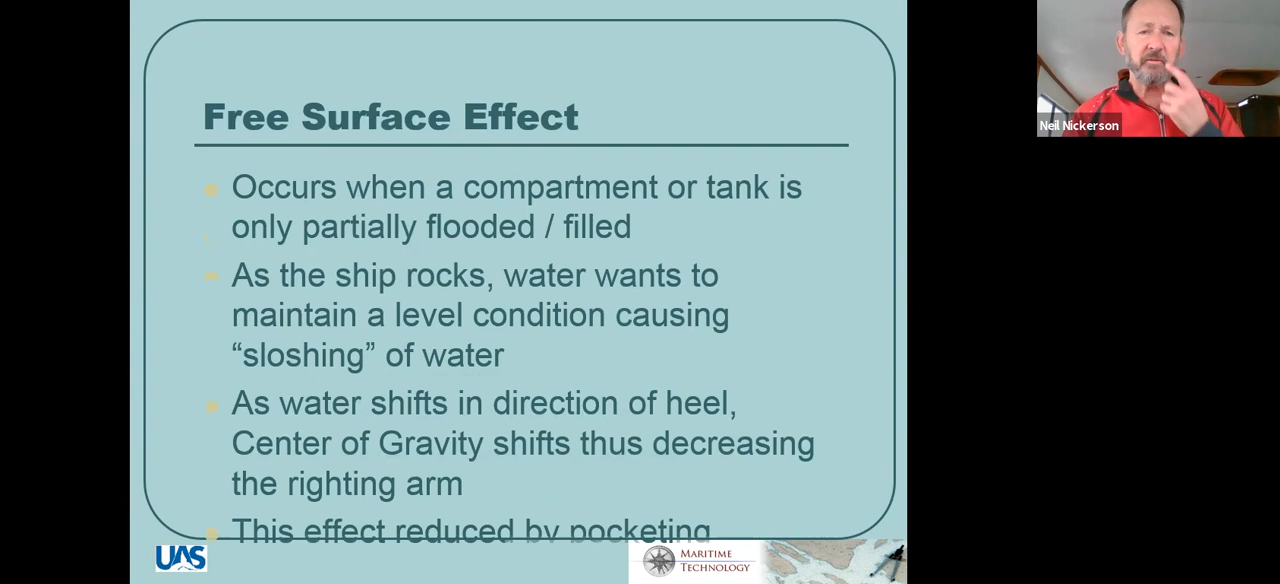 Free Surface Effect
Occurs when a compartment or tank is
only partially flooded / filled
As the ship rocks, water wants to
maintain a level condition causing
“sloshing” of water
As water shifts in direction of heel,
Center of Gravity shifts thus decreasing
the righting arm
This effect reduced by pocketing
UAS
MARITIME
TECHNOLOGY
Neil Nickerson